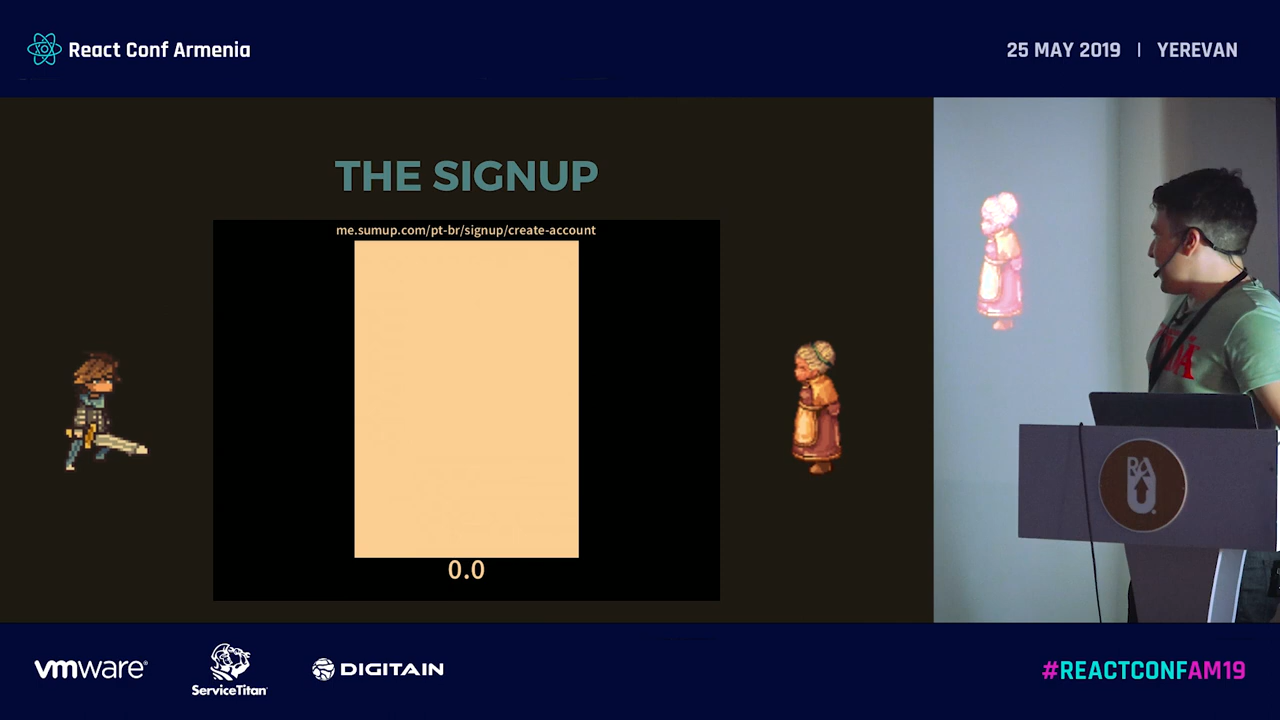 React Conf Armenia
25 MAY 2019 | YEREVAN
THE SIGNUP
me.sumup.com/pt-br/signup/create-account
0.0
RAU
vmware
ServiceTitan
DIGITAIN
#REACTCONFAM19